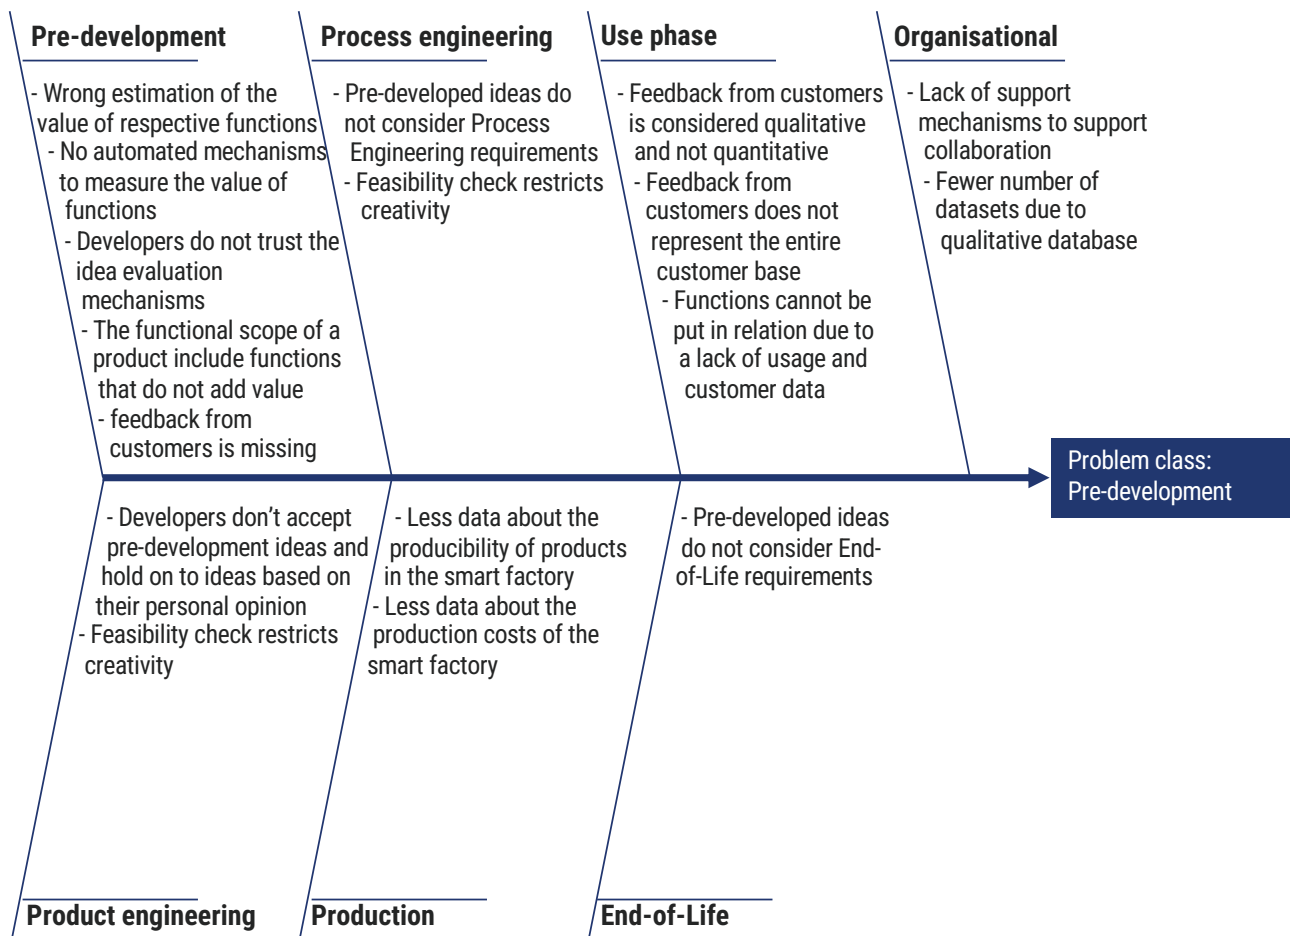 Pre-development
- Wrong estimation of the
value of respective functions
- No automated mechanisms
to measure the value of
functions
- Developers do not trust the
idea evaluation
mechanisms
- The functional scope of a
product include functions
that do not add value
- feedback from
customers is missing
Process engineering
- Pre-developed ideas do
not consider Process
Engineering requirements
- Feasibility check restricts
creativity
Use phase
- Feedback from customers
is considered qualitative
and not quantitative
- Feedback from
customers does not
represent the entire
customer base
- Functions cannot be
put in relation due to
a lack of usage and
customer data
Organisational
- Lack of support
mechanisms to support
collaboration
- Fewer number of
datasets due to
qualitative database
Problem class:
Pre-development
- Developers don’t accept
pre-development ideas and
hold on to ideas based on
their personal opinion
- Feasibility check restricts
creativity
Product engineering
- Less data about the
producibility of products
in the smart factory
- Less data about the
production costs of the
smart factory
Production
- Pre-developed ideas
do not consider End-
of-Life requirements
End-of-Life